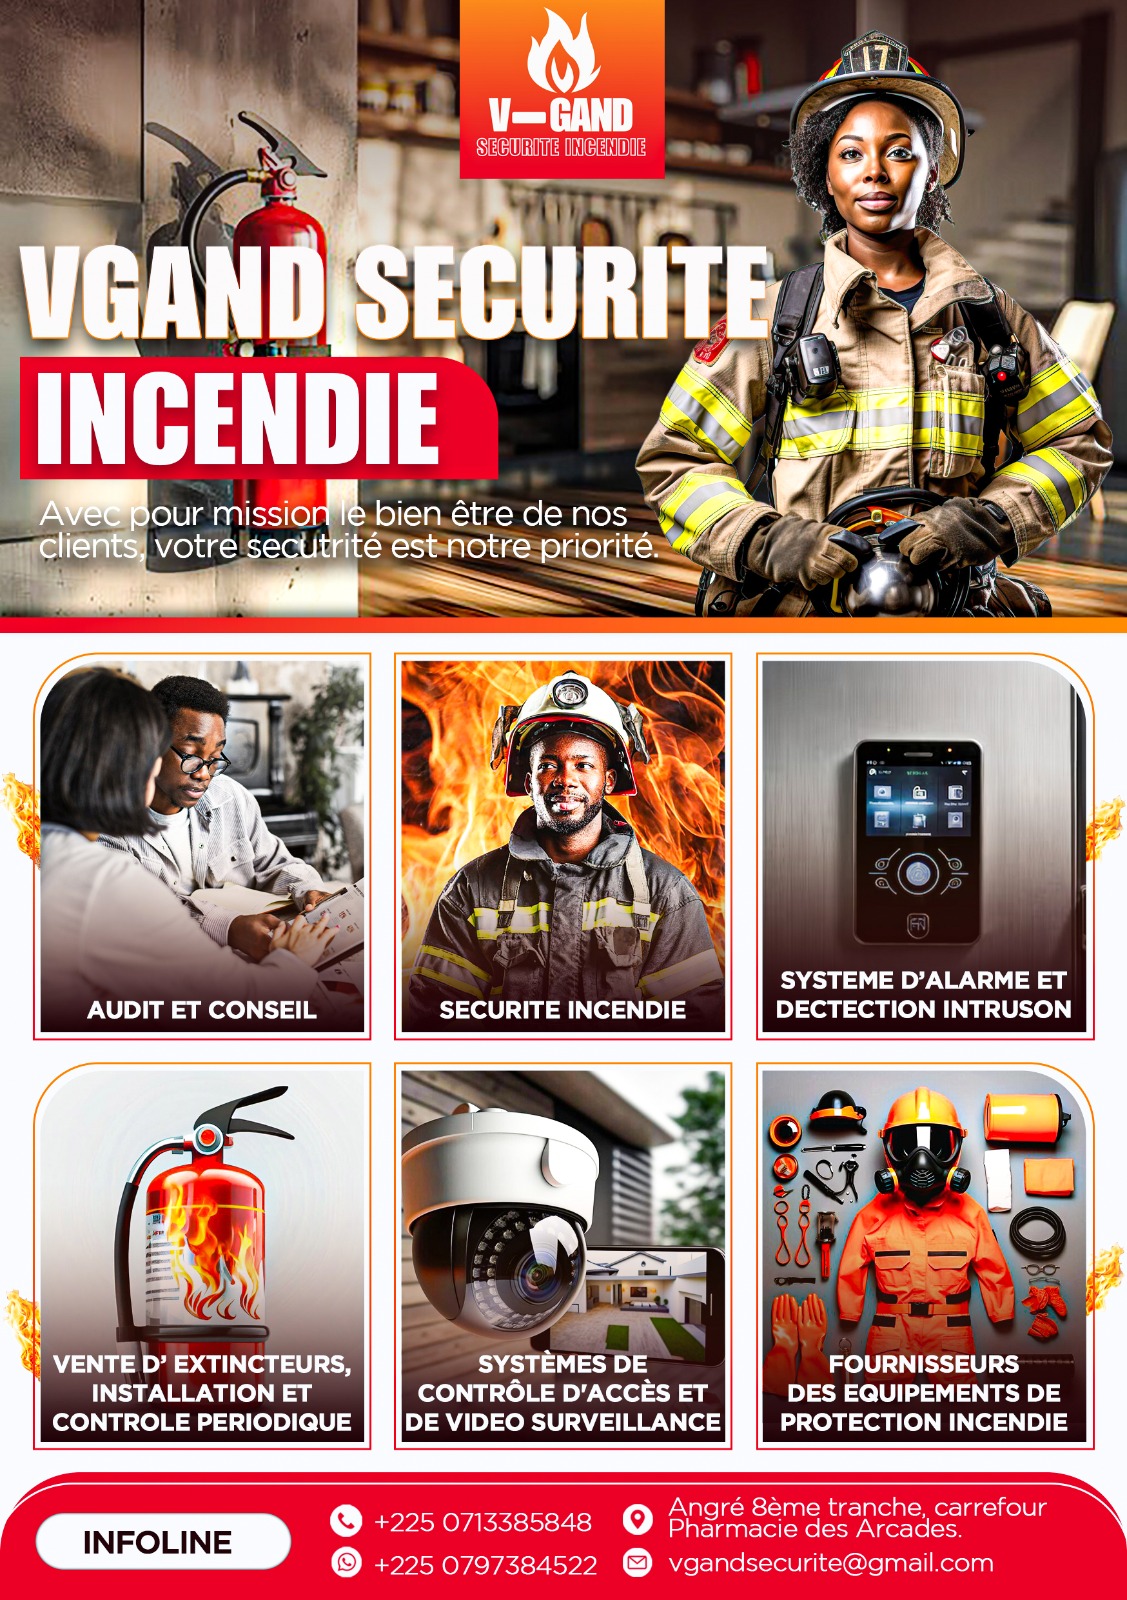 V—GAND
SECURITE INCENDIE
17
VGAND SECURITE
INCENDIE
Avec pour mission le bien être de nos
clients, votre secutrité est notre priorité.
AUDIT ET CONSEIL
SECURITE INCENDIE
SYSTEME D'ALARME ET
DECTECTION INTRUSON
VENTE D' EXTINCTEURS,
INSTALLATION ET
CONTROLE PERIODIQUE
SYSTÈMES DE
CONTRÔLE D'ACCÈS ET
DE VIDEO SURVEILLANCE
FOURNISSEURS
DES EQUIPEMENTS DE
PROTECTION INCENDIE
INFOLINE
+225 0713385848
+225 0797384522
Angré 8ème tranche, carrefour
Pharmacie des Arcades.
vgandsecurite@gmail.com